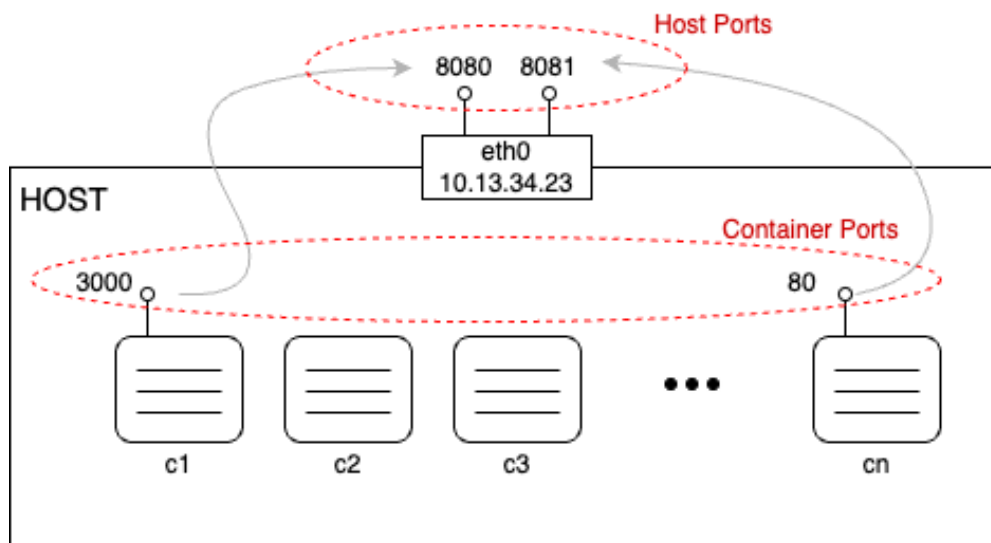 Host Ports
8080 8081
eth0
10.13.34.23
HOST
Container Ports
3000 80
c1 c2 c3 cn